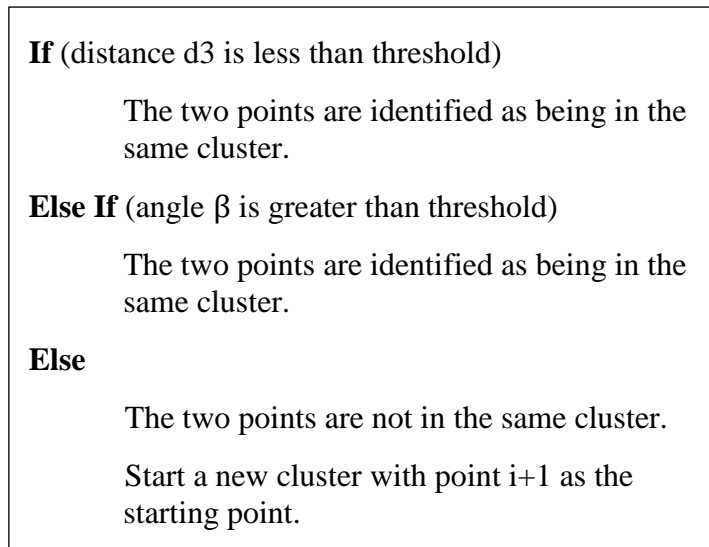 If (distance d3 is less than threshold)
The two points are identified as being in the
same cluster.
Else If (angle β is greater than threshold)
The two points are identified as being in the
same cluster.
Else
The two points are not in the same cluster.
Start a new cluster with point i+1 as the
starting point.